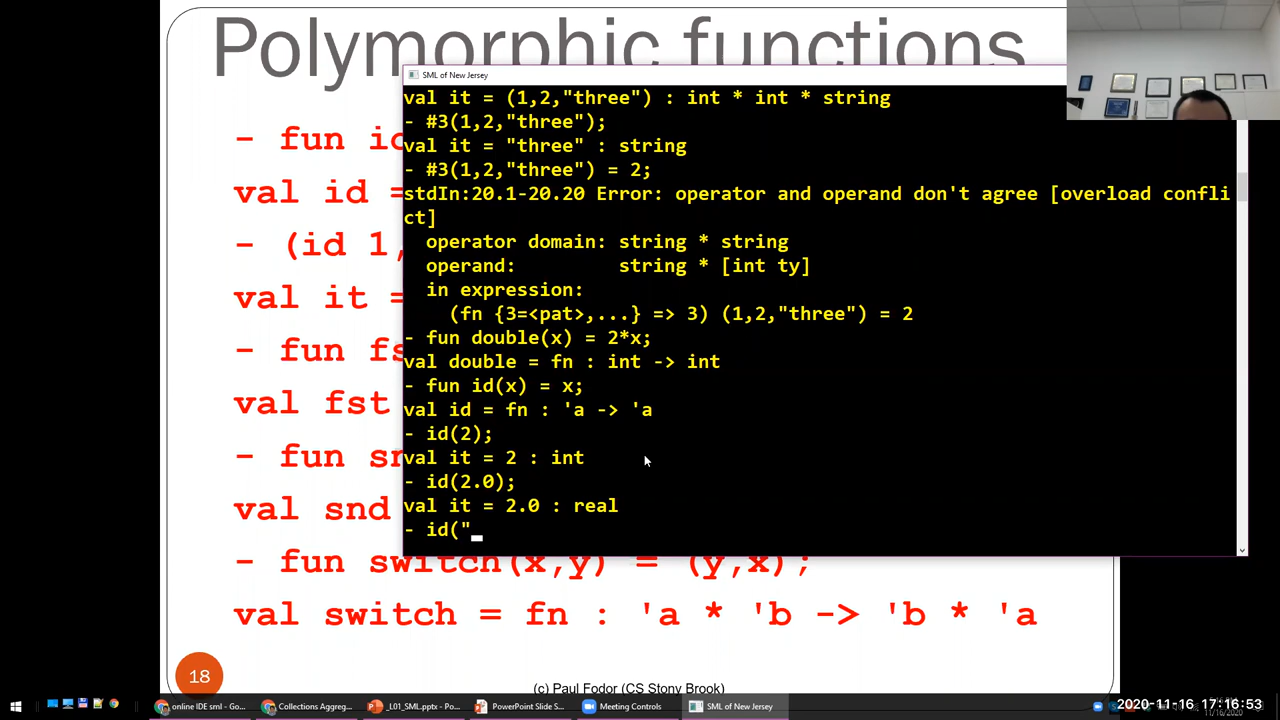 Polymorphic functions
SML of New Jersey
val it = (1,2,"three") : int * int * string
- #3(1,2,"three");
val it = "three" : string
- #3(1,2,"three") = 2;
stdIn:20.1-20.20 Error: operator and operand don't agree [overload confli
ct]
operator domain: string * string
operand: string * [int ty]
in expression:
(fn {3=<pat>,...} => 3) (1,2,"three") = 2
- fun double(x) = 2*x;
val double = fn : int -> int
- fun id(x) = x;
val id = fn : 'a -> 'a
- id(2);
val it = 2 : int
- id(2.0);
val it = 2.0 : real
- id("
- fun
val id =
- (id 1,
val it =
- fun
val fst
- fun
val snd
- fun switch(x,y) = (y,x);
val switch = fn : 'a * 'b -> 'b * 'a
18
(c) Paul Fodor (CS Stony Brook)
online IDE sml - Go...
Collections Aggreg...
_L01_SML.pptx - Po...
PowerPoint Slide S...
Meeting Controls
SML of New Jersey
2020-11-16 17:16:53